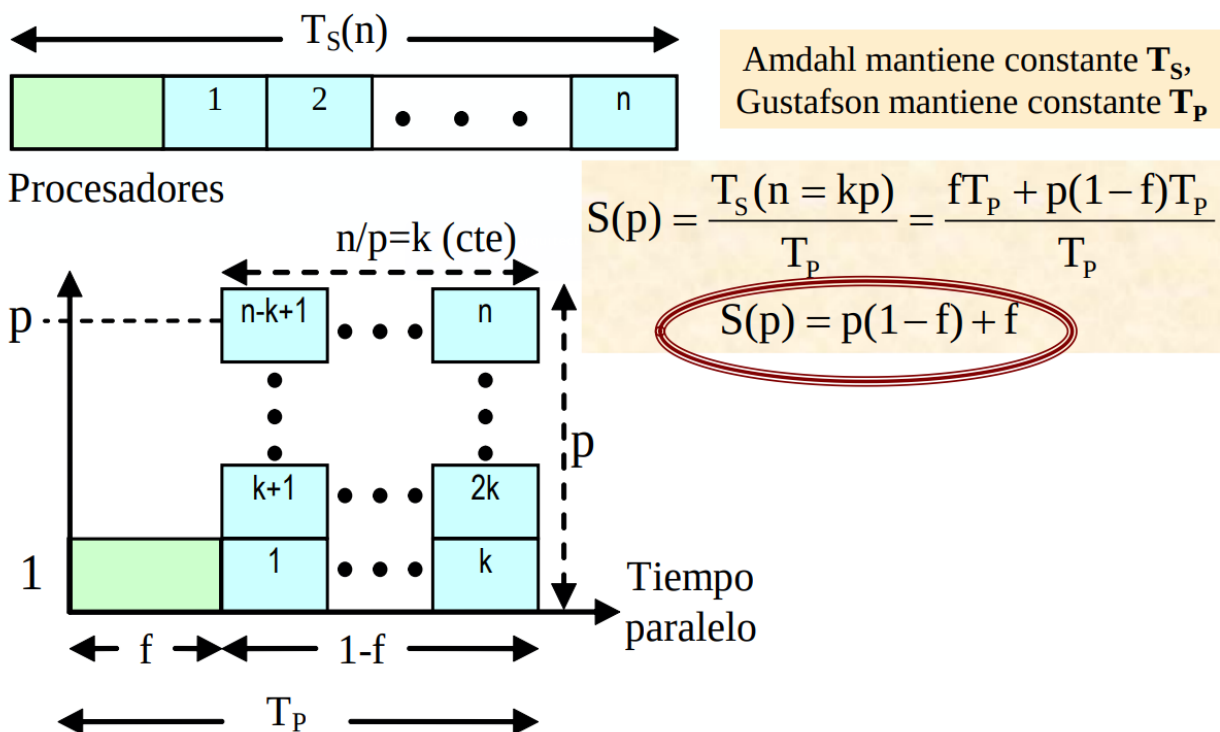 T_S(n)
1 2 • • • n
Amdahl mantiene constante T_S,
Gustafson mantiene constante T_P
Procesadores
S(p) = T_S(n = kp) / T_P = (fT_P + p(1−f)T_P) / T_P
S(p) = p(1−f) + f
n/p=k (cte)
p
n-k+1 • • • n
p
k+1 • • • 2k
1
1 • • • k
Tiempo
paralelo
f
1-f
T_P